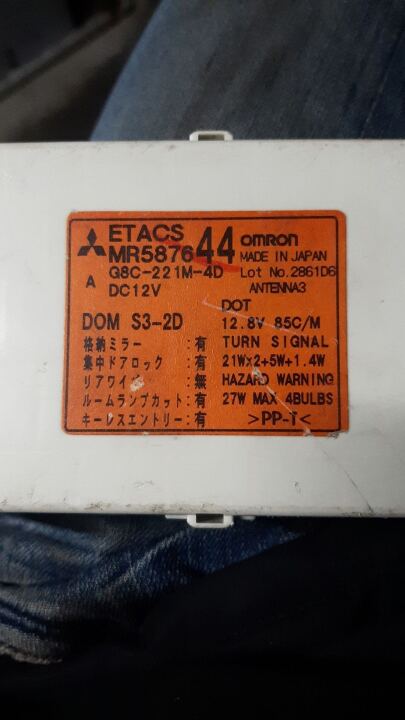 ETACS
MR587644 OMRON
MADE IN JAPAN
A G8C-221M-4D Lot No.2861D6
DC12V ANTENNA3
DOT
DOM S3-2D 12.8V 85C/M
格納ミラー :有 TURN SIGNAL
集中ドアロック :有 21W×2+5W+1.4W
リアワイパ :無 HAZARD WARNING
ルームランプカット:有 27W MAX 4BULBS
キーレスエントリー:有 >PP-T<